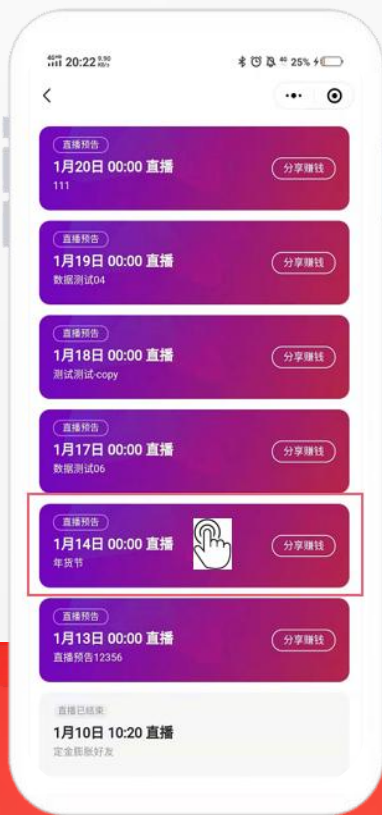 20:22
25%
直播预告
1月20日 00:00 直播
111
分享赚钱
直播预告
1月19日 00:00 直播
数据测试04
分享赚钱
直播预告
1月18日 00:00 直播
测试测试-copy
分享赚钱
直播预告
1月17日 00:00 直播
数据测试06
分享赚钱
直播预告
1月14日 00:00 直播
年货节
分享赚钱
直播预告
1月13日 00:00 直播
直播预告12356
分享赚钱
直播已结束
1月10日 10:20 直播
定金膨胀好友